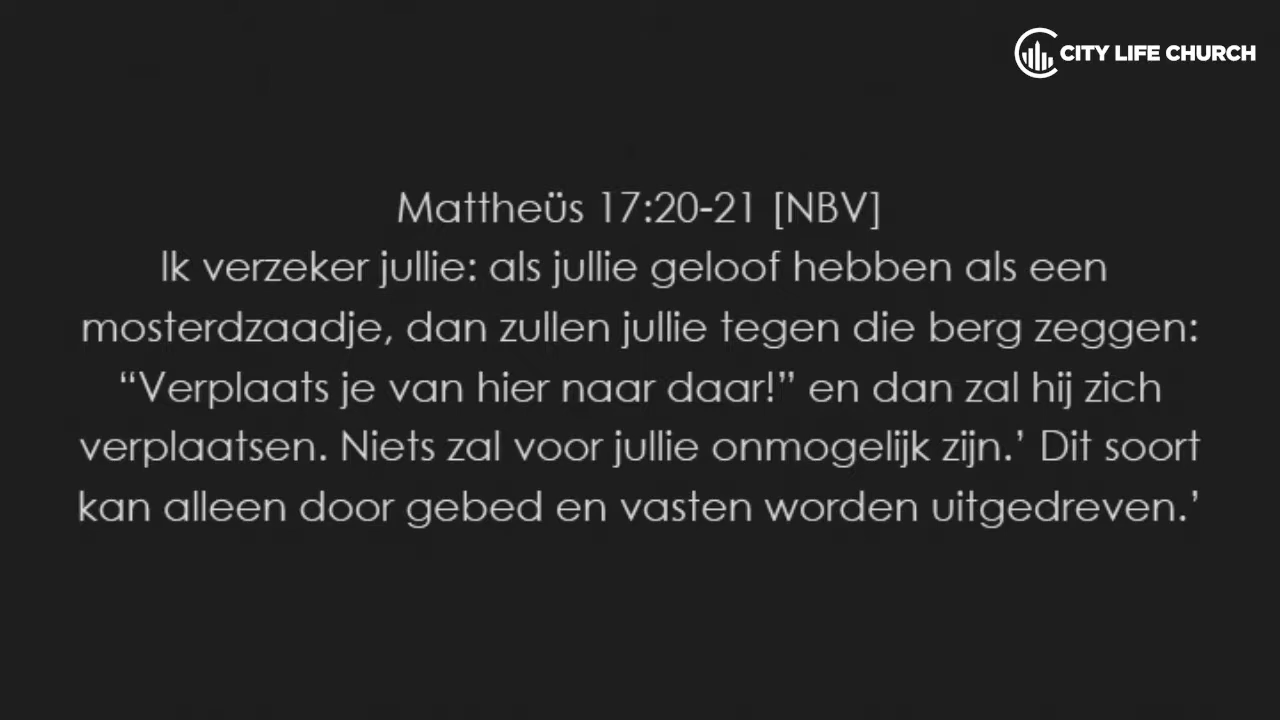 CITY LIFE CHURCH
Mattheüs 17:20-21 [NBV]
Ik verzeker jullie: als jullie geloof hebben als een
mosterdzaadje, dan zullen jullie tegen die berg zeggen:
“Verplaats je van hier naar daar!” en dan zal hij zich
verplaatsen. Niets zal voor jullie onmogelijk zijn.’ Dit soort
kan alleen door gebed en vasten worden uitgedreven.’